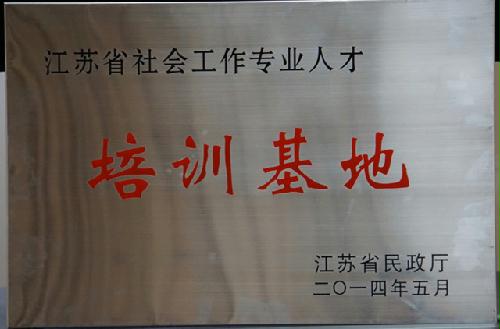 江苏省社会工作专业人才
培训基地
江苏省民政厅
二〇一四年五月